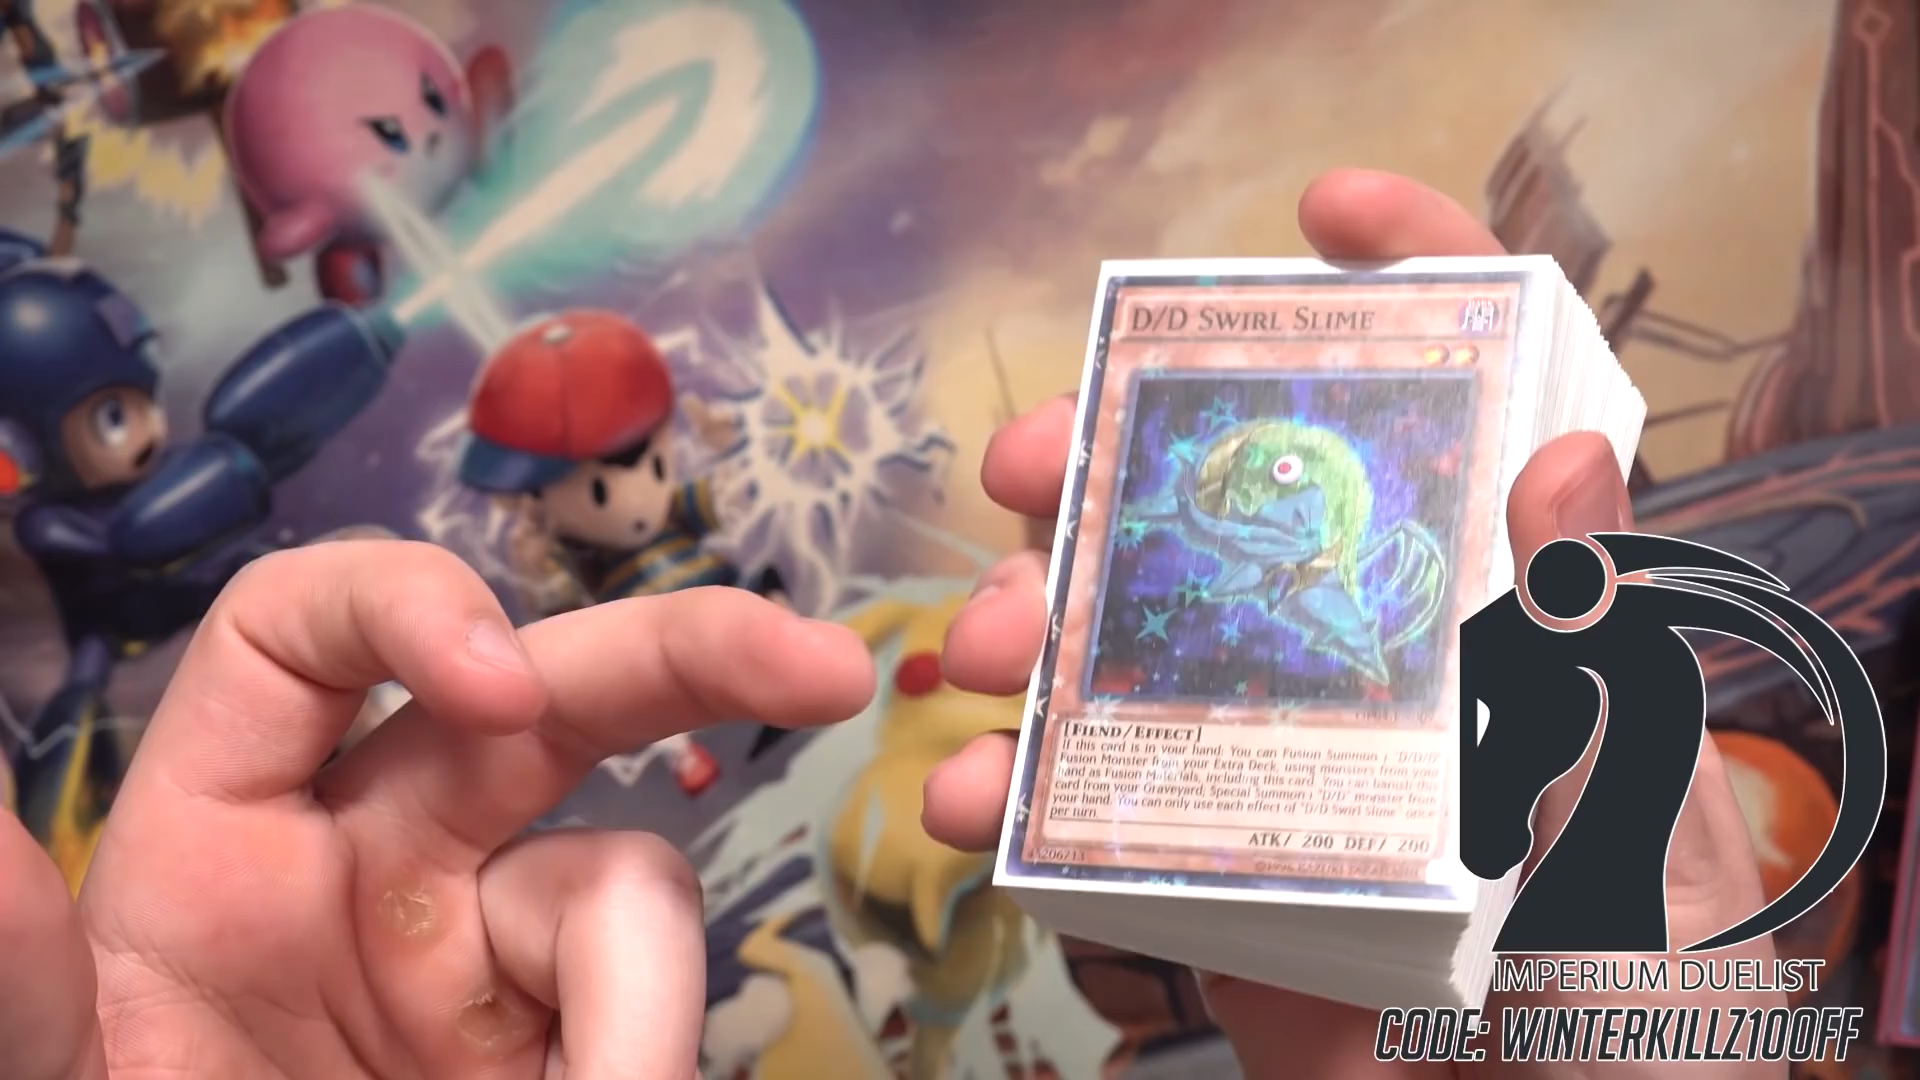 D/D SWIRL SLIME
[FIEND/EFFECT]
If this card is in your hand: You can Fusion Summon 1 "D/D/D"
Fusion Monster from your Extra Deck, using monsters from your
hand as Fusion Materials, including this card. You can banish this
card from your Graveyard; Special Summon 1 "D/D" monster from
your hand. You can only use each effect of "D/D Swirl Slime" once
per turn.
ATK/ 200 DEF/ 200
©1996 KAZUKI TAKAHASHI
IMPERIUM DUELIST
CODE: WINTERKILLZ10OFF